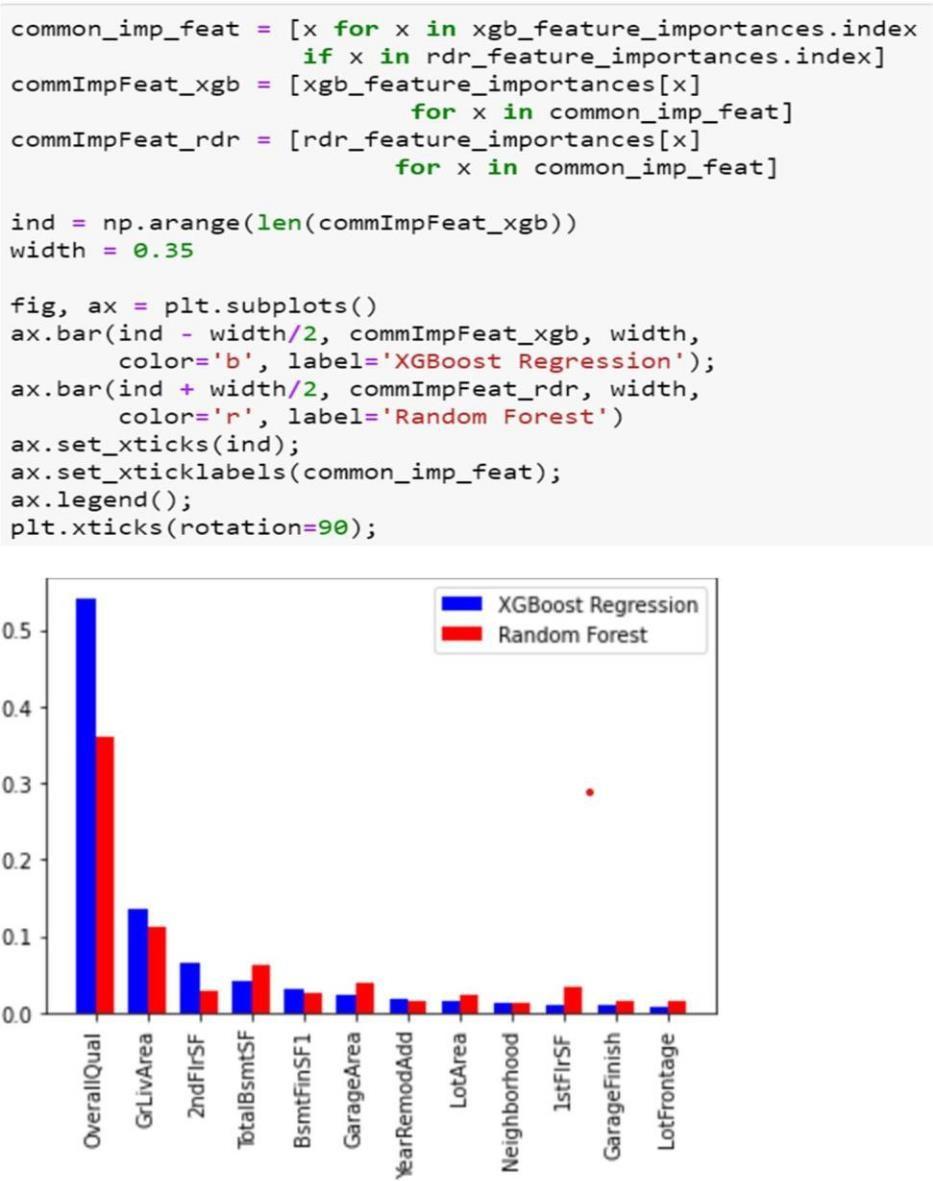 common_imp_feat = [x for x in xgb_feature_importances.index
                   if x in rdr_feature_importances.index]
commImpFeat_xgb = [xgb_feature_importances[x]
                          for x in common_imp_feat]
commImpFeat_rdr = [rdr_feature_importances[x]
                         for x in common_imp_feat]

ind = np.arange(len(commImpFeat_xgb))
width = 0.35

fig, ax = plt.subplots()
ax.bar(ind - width/2, commImpFeat_xgb, width,
       color='b', label='XGBoost Regression');
ax.bar(ind + width/2, commImpFeat_rdr, width,
       color='r', label='Random Forest')
ax.set_xticks(ind);
ax.set_xticklabels(common_imp_feat);
ax.legend();
plt.xticks(rotation=90);
XGBoost Regression
Random Forest
0.5
0.4
0.3
0.2
0.1
0.0
OverallQual
GrLivArea
2ndFlrSF
TotalBsmtSF
BsmtFinSF1
GarageArea
YearRemodAdd
LotArea
Neighborhood
1stFlrSF
GarageFinish
LotFrontage